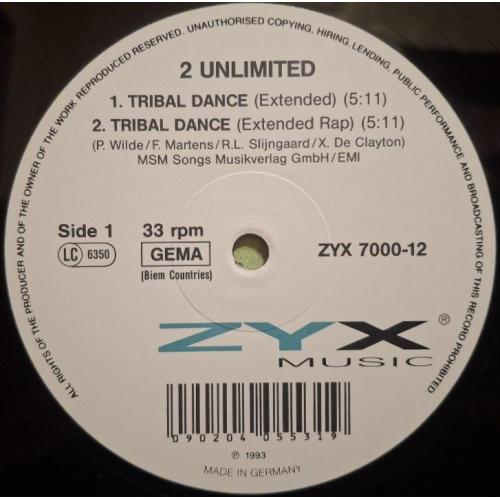 ALL RIGHTS OF THE PRODUCER AND OF THE OWNER OF THE WORK REPRODUCED RESERVED. UNAUTHORISED COPYING, HIRING, LENDING, PUBLIC PERFORMANCE AND BROADCASTING OF THIS RECORD PROHIBITED.
2 UNLIMITED
1. TRIBAL DANCE (Extended) (5:11)
2. TRIBAL DANCE (Extended Rap) (5:11)
(P. Wilde/F. Martens/R.L. Slijngaard/X. De Clayton)
MSM Songs Musikverlag GmbH/EMI
Side 1 33 rpm
LC 6350 GEMA ZYX 7000-12
(Biem Countries)
ZYX ®
MUSIC
090204 055319
℗ 1993
MADE IN GERMANY